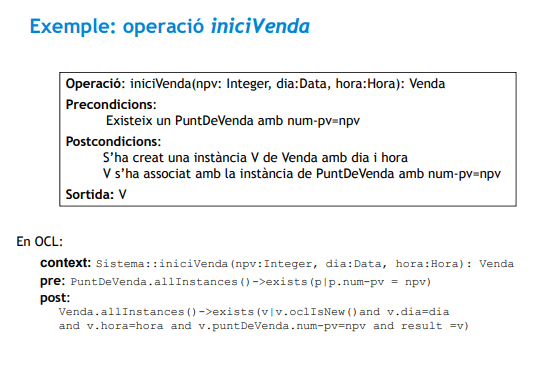 Exemple: operació iniciVenda
Operació: iniciVenda(npv: Integer, dia:Data, hora:Hora): Venda
Precondicions:
Existeix un PuntDeVenda amb num-pv=npv
Postcondicions:
S'ha creat una instància V de Venda amb dia i hora
V s'ha associat amb la instància de PuntDeVenda amb num-pv=npv
Sortida: V
En OCL:
context: Sistema::iniciVenda(npv:Integer, dia:Data, hora:Hora): Venda
pre: PuntDeVenda.allInstances()->exists(p|p.num-pv = npv)
post:
Venda.allInstances()->exists(v|v.oclIsNew()and v.dia=dia
and v.hora=hora and v.puntDeVenda.num-pv=npv and result =v)